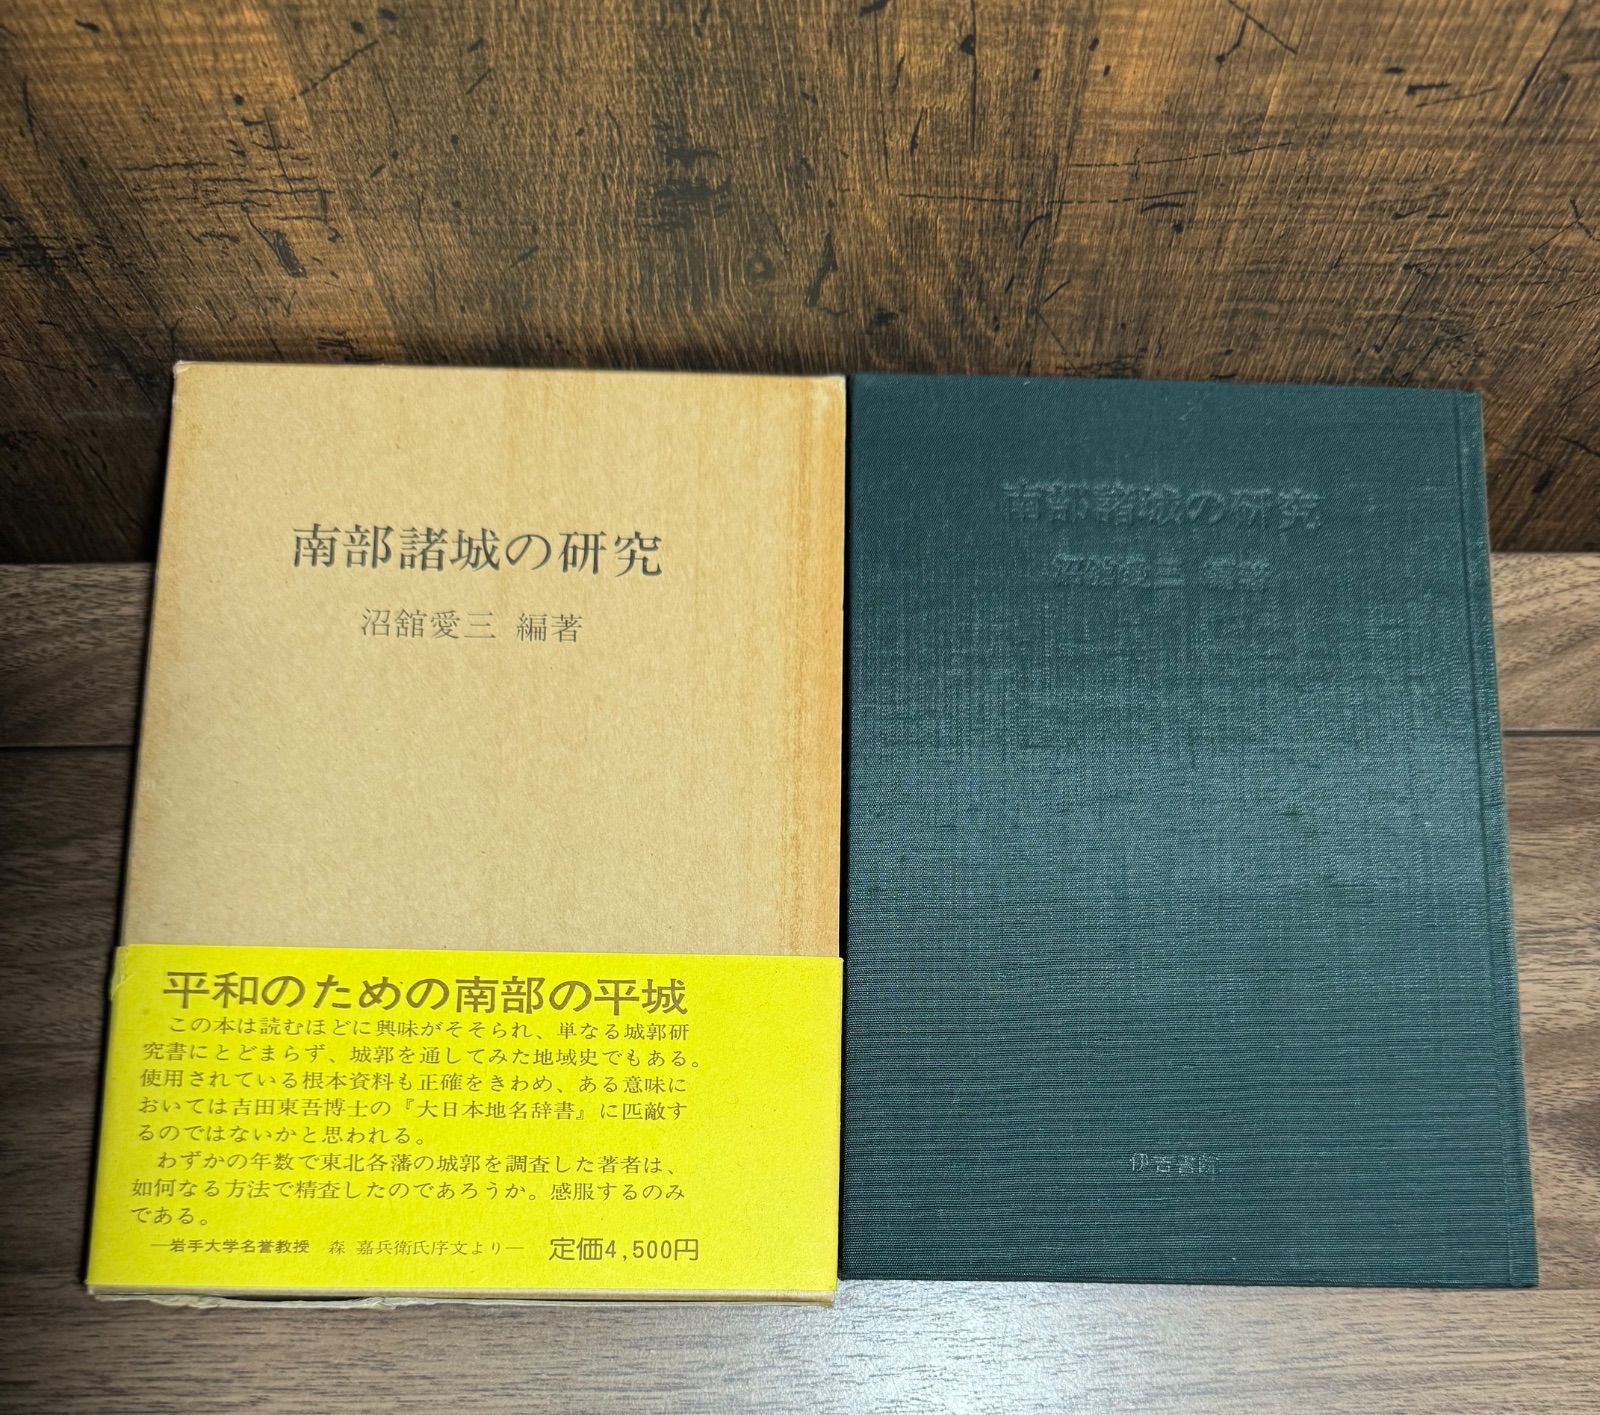 南部諸城の研究
沼舘愛三 編著
平和のための南部の平城
この本は読むほどに興味がそそられ、単なる城郭研
究書にとどまらず、城郭を通してみた地域史でもある。
使用されている根本資料も正確をきわめ、ある意味に
おいては吉田東吾博士の『大日本地名辞書』に匹敵す
るのではないかと思われる。
わずかの年数で東北各藩の城郭を調査した著者は、
如何なる方法で精査したのであろうか。感服するのみ
である。
—岩手大学名誉教授 森 嘉兵衛氏序文より—
定価4,500円
南部諸城の研究
沼舘愛三 編著
伊吉書院